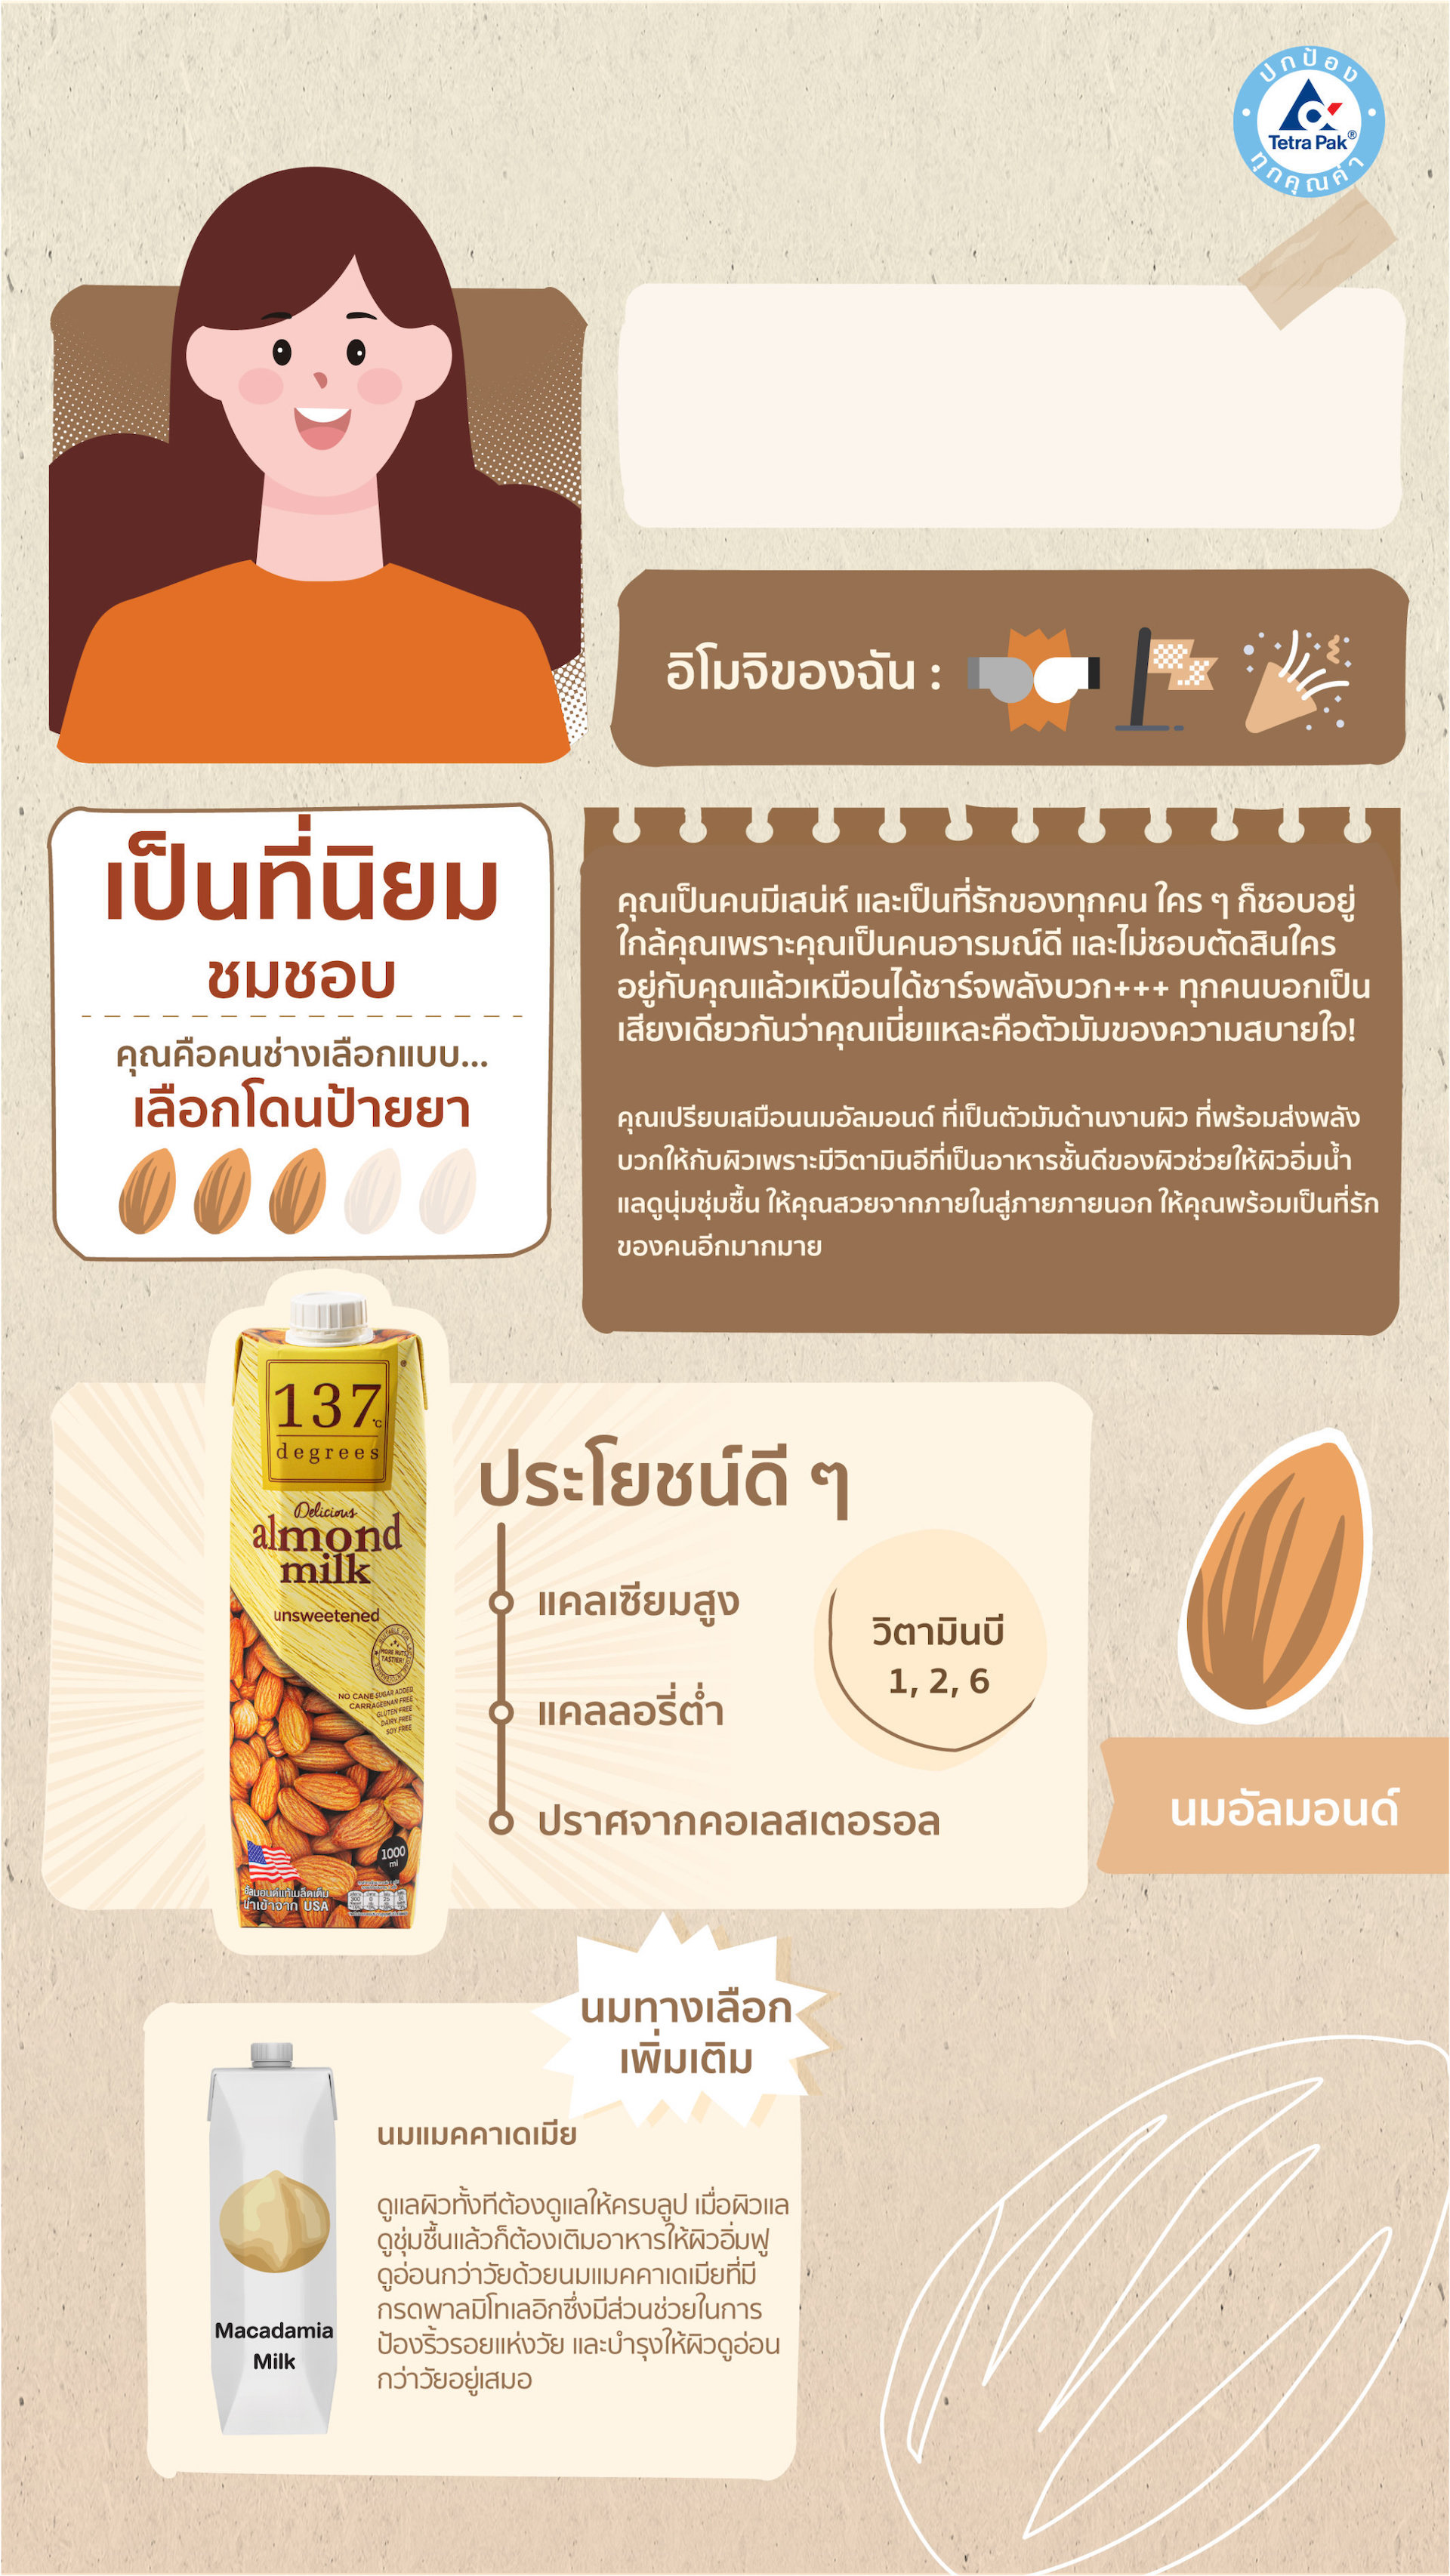 ปกป้อง
Tetra Pak®
ทุกคุณค่า
อิโมจิของฉัน :
เป็นที่นิยม
ชมชอบ
คุณคือคนช่างเลือกแบบ...
เลือกโดนป้ายยา
คุณเป็นคนมีเสน่ห์ และเป็นที่รักของทุกคน ใคร ๆ ก็ชอบอยู่
ใกล้คุณเพราะคุณเป็นคนอารมณ์ดี และไม่ชอบตัดสินใคร
อยู่กับคุณแล้วเหมือนได้ชาร์จพลังบวก+++ ทุกคนบอกเป็น
เสียงเดียวกันว่าคุณเนี่ยแหละคือตัวมัมของความสบายใจ!
คุณเปรียบเสมือนนมอัลมอนด์ ที่เป็นตัวมัมด้านงานผิว ที่พร้อมส่งพลัง
บวกให้กับผิวเพราะมีวิตามินอีที่เป็นอาหารชั้นดีของผิวช่วยให้ผิวอิ่มน้ำ
แลดูนุ่มชุ่มชื้น ให้คุณสวยจากภายในสู่ภายภายนอก ให้คุณพร้อมเป็นที่รัก
ของคนอีกมากมาย
137
°C
degrees
Delicious
almond
milk
unsweetened
MORE NUTS
TASTIER!
NO CANE SUGAR ADDED
CARRAGEENAN FREE
GLUTEN FREE
DAIRY FREE
SOY FREE
1000
ml
อัลมอนด์แท้เมล็ดเต็ม
นำเข้าจาก USA
ประโยชน์ดี ๆ
แคลเซียมสูง
แคลลอรี่ต่ำ
ปราศจากคอเลสเตอรอล
วิตามินบี
1, 2, 6
นมอัลมอนด์
นมทางเลือก
เพิ่มเติม
นมแมคคาเดเมีย
ดูแลผิวทั้งทีต้องดูแลให้ครบลูป เมื่อผิวแล
ดูชุ่มชื้นแล้วก็ต้องเติมอาหารให้ผิวอิ่มฟู
ดูอ่อนกว่าวัยด้วยนมแมคคาเดเมียที่มี
กรดพาลมิโทเลอิกซึ่งมีส่วนช่วยในการ
ป้องริ้วรอยแห่งวัย และบำรุงให้ผิวดูอ่อน
กว่าวัยอยู่เสมอ
Macadamia
Milk